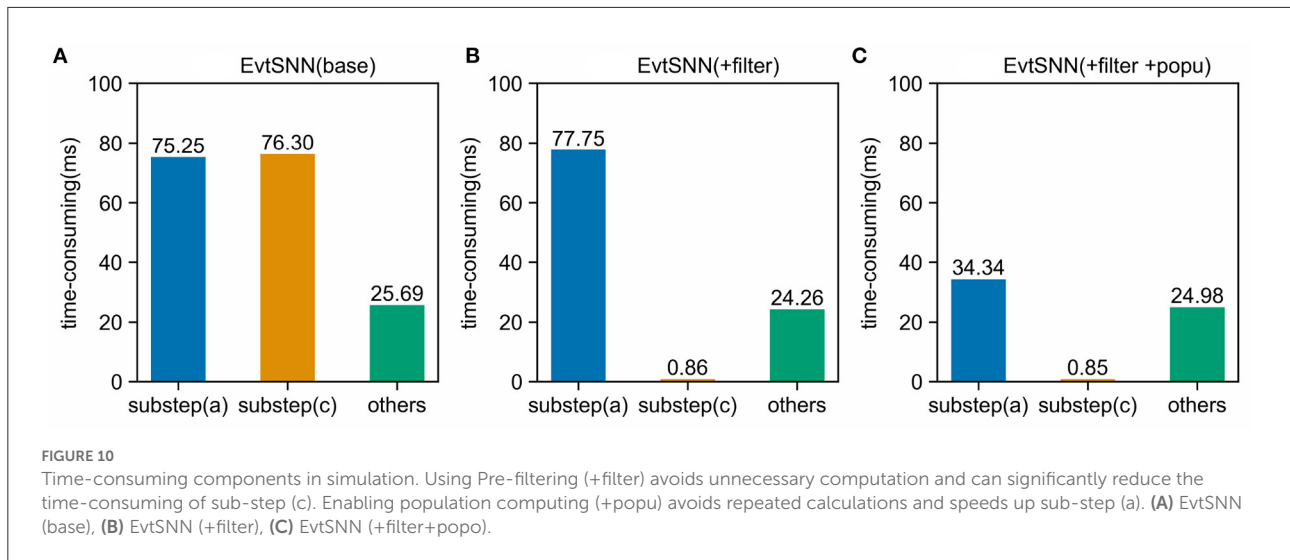 A
EvtSNN(base)
time-consuming(ms)
100
80
60
40
20
0
75.25
76.30
25.69
substep(a)
substep(c)
others
B
EvtSNN(+filter)
time-consuming(ms)
100
80
60
40
20
0
77.75
0.86
24.26
substep(a)
substep(c)
others
C
EvtSNN(+filter +popu)
time-consuming(ms)
100
80
60
40
20
0
34.34
0.85
24.98
substep(a)
substep(c)
others
FIGURE 10
Time-consuming components in simulation. Using Pre-filtering (+filter) avoids unnecessary computation and can significantly reduce the
time-consuming of sub-step (c). Enabling population computing (+popu) avoids repeated calculations and speeds up sub-step (a). (A) EvtSNN
(base), (B) EvtSNN (+filter), (C) EvtSNN (+filter+popo).